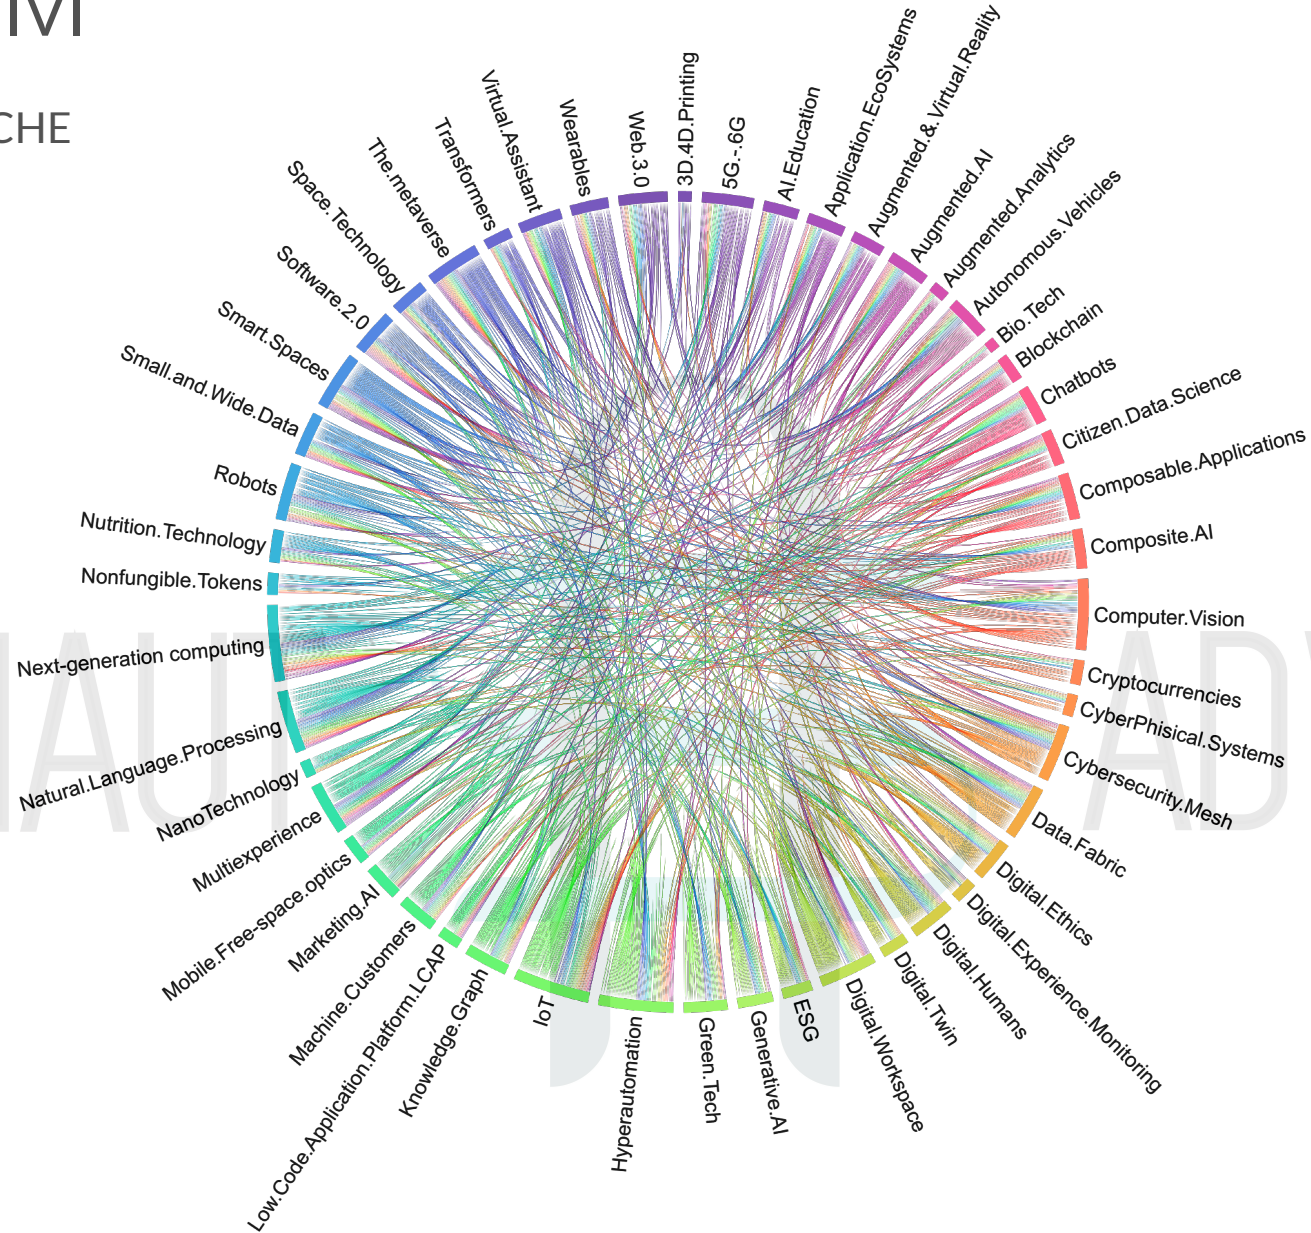 CHE
3D.4D.Printing
5G.-.6G
AI.Education
Application.EcoSystems
Augmented.&.Virtual.Reality
Augmented.AI
Augmented.Analytics
Autonomous.Vehicles
Bio.Tech
Blockchain
Chatbots
Citizen.Data.Science
Composable.Applications
Composite.AI
Computer.Vision
Cryptocurrencies
CyberPhisical.Systems
Cybersecurity.Mesh
Data.Fabric
Digital.Ethics
Digital.Experience.Monitoring
Digital.Humans
Digital.Twin
Digital.Workspace
ESG
Generative.AI
Green.Tech
Hyperautomation
IoT
Knowledge.Graph
Low.Code.Application.Platform.LCAP
Machine.Customers
Marketing.AI
Mobile.Free-space.optics
Multiexperience
NanoTechnology
Natural.Language.Processing
Next-generation computing
Nonfungible.Tokens
Nutrition.Technology
Robots
Small.and.Wide.Data
Smart.Spaces
Software.2.0
Space.Technology
The.metaverse
Transformers
Virtual.Assistant
Wearables
Web.3.0